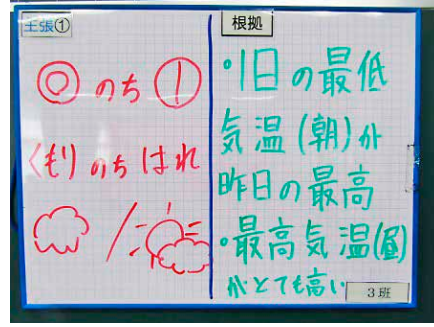 主張①
◎のち①
くもりのちはれ
根拠
・1日の最低
気温(朝)が
昨日の最高
・最高気温(昼)
がとても高い
3班